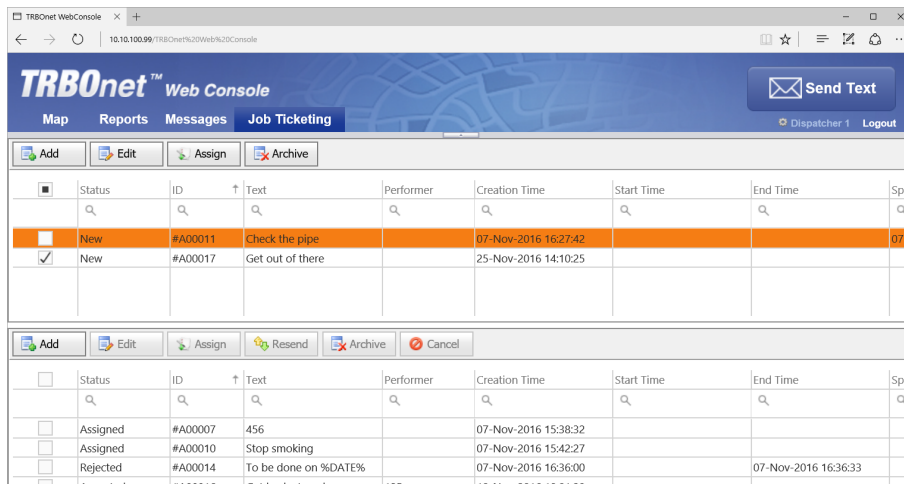 TRBOnet WebConsole
10.10.100.99/TRBOnet%20Web%20Console
TRBOnet™ Web Console
Send Text
Map Reports Messages Job Ticketing
Dispatcher 1 Logout
Add Edit Assign Archive
Status ID Text Performer Creation Time Start Time End Time Sp
New #A00011 Check the pipe 07-Nov-2016 16:27:42 07
New #A00017 Get out of there 25-Nov-2016 14:10:25
Add Edit Assign Resend Archive Cancel
Status ID Text Performer Creation Time Start Time End Time Sp
Assigned #A00007 456 07-Nov-2016 15:38:32
Assigned #A00010 Stop smoking 07-Nov-2016 15:42:27
Rejected #A00014 To be done on %DATE% 07-Nov-2016 16:36:00 07-Nov-2016 16:36:33